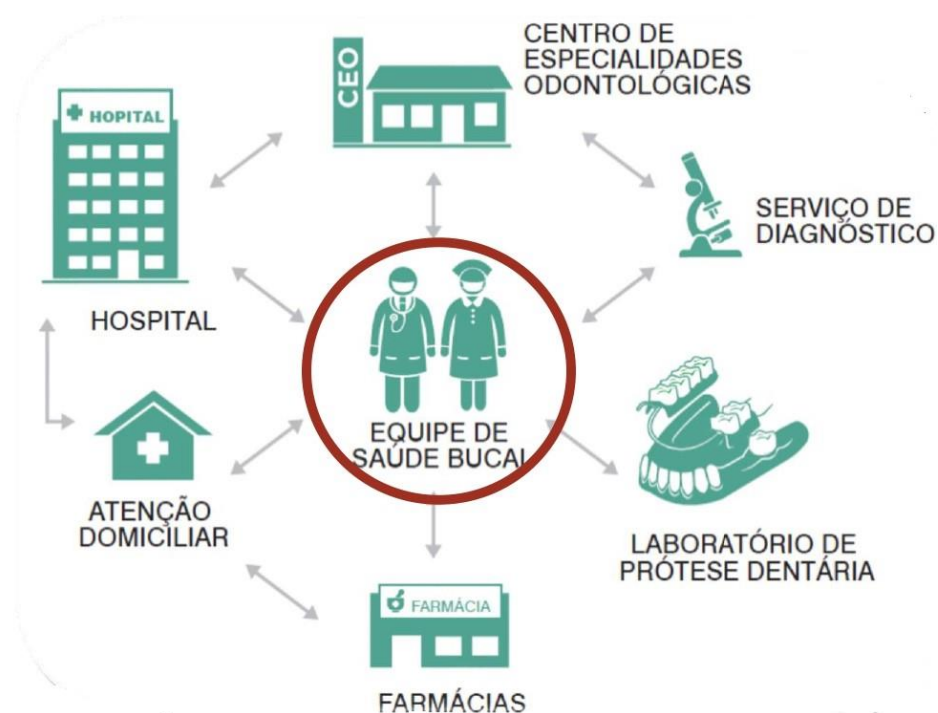 CENTRO DE
ESPECIALIDADES
ODONTOLÓGICAS
CEO
HOPITAL
SERVIÇO DE
DIAGNÓSTICO
HOSPITAL
EQUIPE DE
SAÚDE BUCAL
ATENÇÃO
DOMICILIAR
LABORATÓRIO DE
PRÓTESE DENTÁRIA
FARMÁCIA
FARMÁCIAS